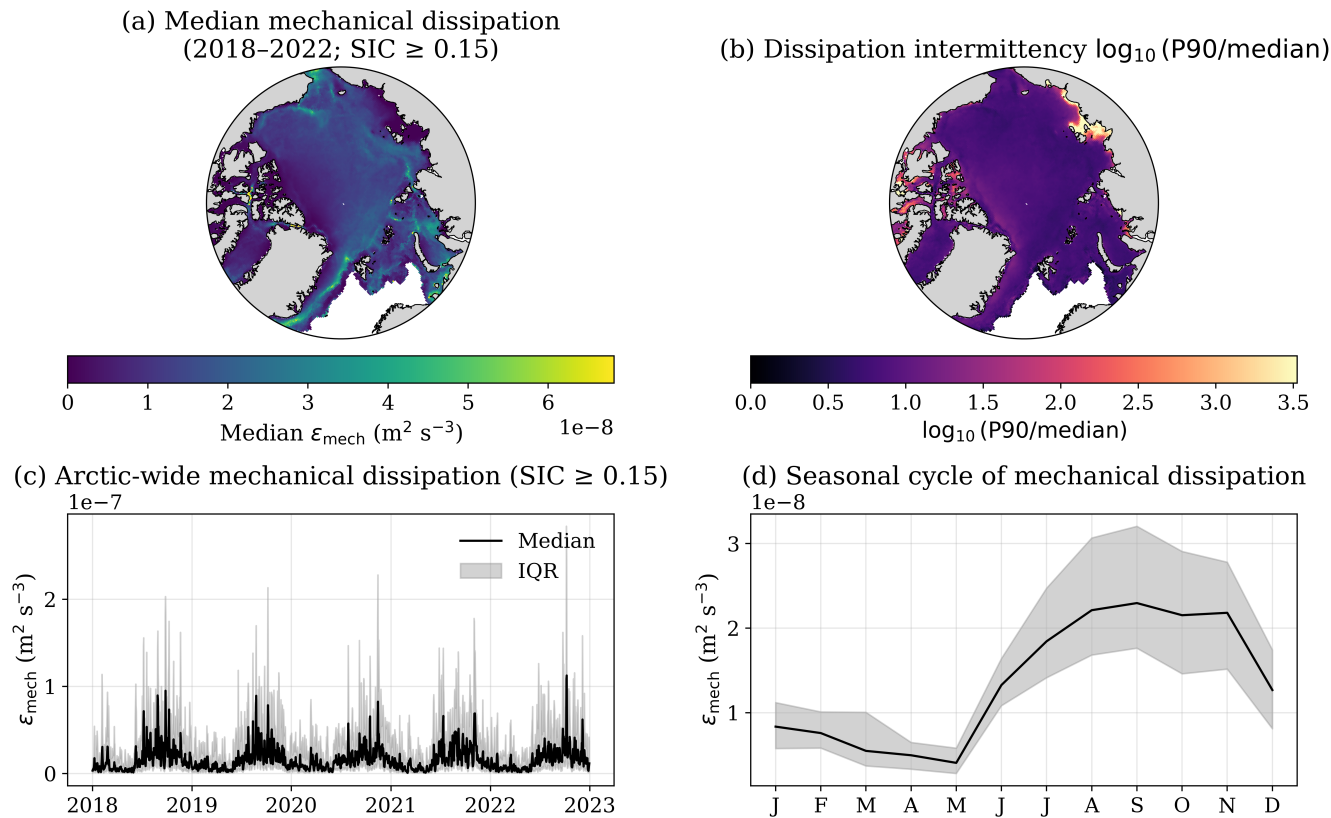 (a) Median mechanical dissipation
(2018–2022; SIC ≥ 0.15)
0 1 2 3 4 5 6
1e−8
Median ε_mech (m² s⁻³)
(b) Dissipation intermittency log₁₀ (P90/median)
0.0 0.5 1.0 1.5 2.0 2.5 3.0 3.5
log₁₀ (P90/median)
(c) Arctic-wide mechanical dissipation (SIC ≥ 0.15)
1e−7
ε_mech (m² s⁻³)
2
1
0
Median
IQR
2018 2019 2020 2021 2022 2023
(d) Seasonal cycle of mechanical dissipation
1e−8
ε_mech (m² s⁻³)
3
2
1
J F M A M J J A S O N D